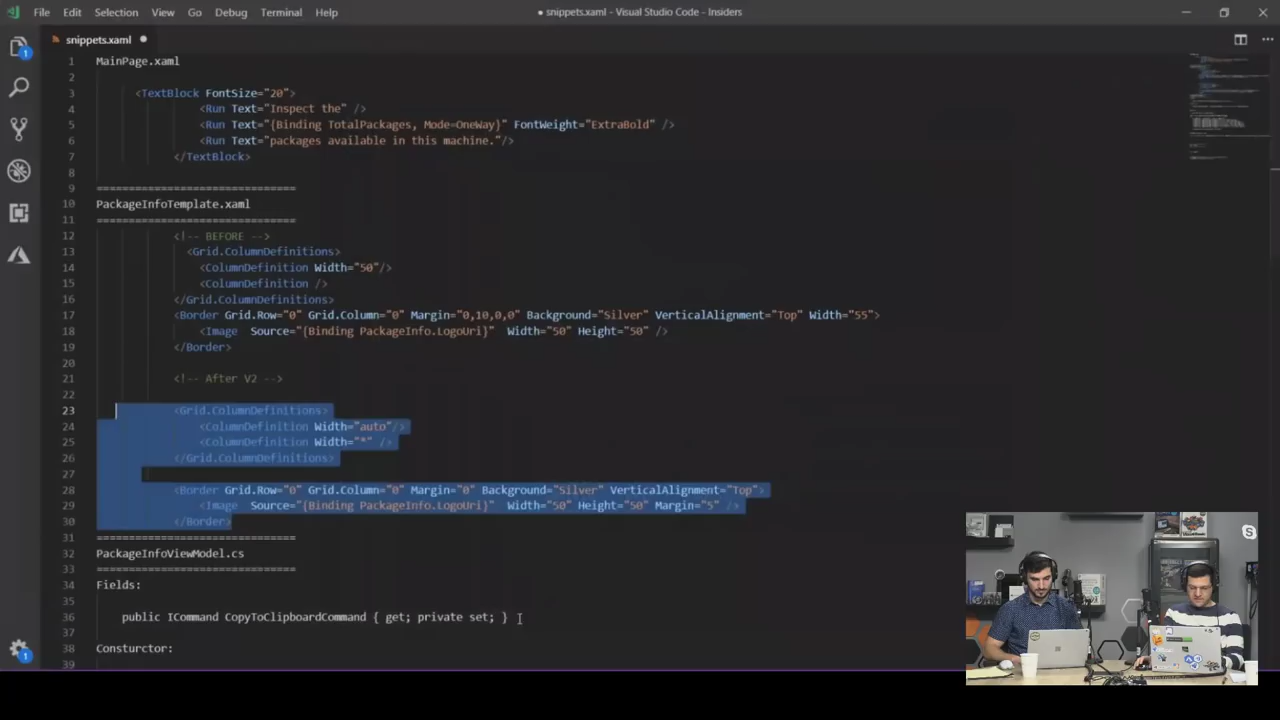 File Edit Selection View Go Debug Terminal Help
● snippets.xaml - Visual Studio Code - Insiders
snippets.xaml
1 MainPage.xaml
2
3 <TextBlock FontSize="20">
4 <Run Text="Inspect the" />
5 <Run Text="{Binding TotalPackages, Mode=OneWay}" FontWeight="ExtraBold" />
6 <Run Text="packages available in this machine."/>
7 </TextBlock>
8
9 ===============================
10 PackageInfoTemplate.xaml
11 ===============================
12 <!-- BEFORE -->
13 <Grid.ColumnDefinitions>
14 <ColumnDefinition Width="50"/>
15 <ColumnDefinition />
16 </Grid.ColumnDefinitions>
17 <Border Grid.Row="0" Grid.Column="0" Margin="0,10,0,0" Background="Silver" VerticalAlignment="Top" Width="55">
18 <Image Source="{Binding PackageInfo.LogoUri}" Width="50" Height="50" />
19 </Border>
20
21 <!-- After V2 -->
22
23 <Grid.ColumnDefinitions>
24 <ColumnDefinition Width="auto"/>
25 <ColumnDefinition Width="*" />
26 </Grid.ColumnDefinitions>
27
28 <Border Grid.Row="0" Grid.Column="0" Margin="0" Background="Silver" VerticalAlignment="Top">
29 <Image Source="{Binding PackageInfo.LogoUri}" Width="50" Height="50" Margin="5" />
30 </Border>
31 ===============================
32 PackageInfoViewModel.cs
33 ===============================
34 Fields:
35
36 public ICommand CopyToClipboardCommand { get; private set; }
37
38 Consturctor:
39